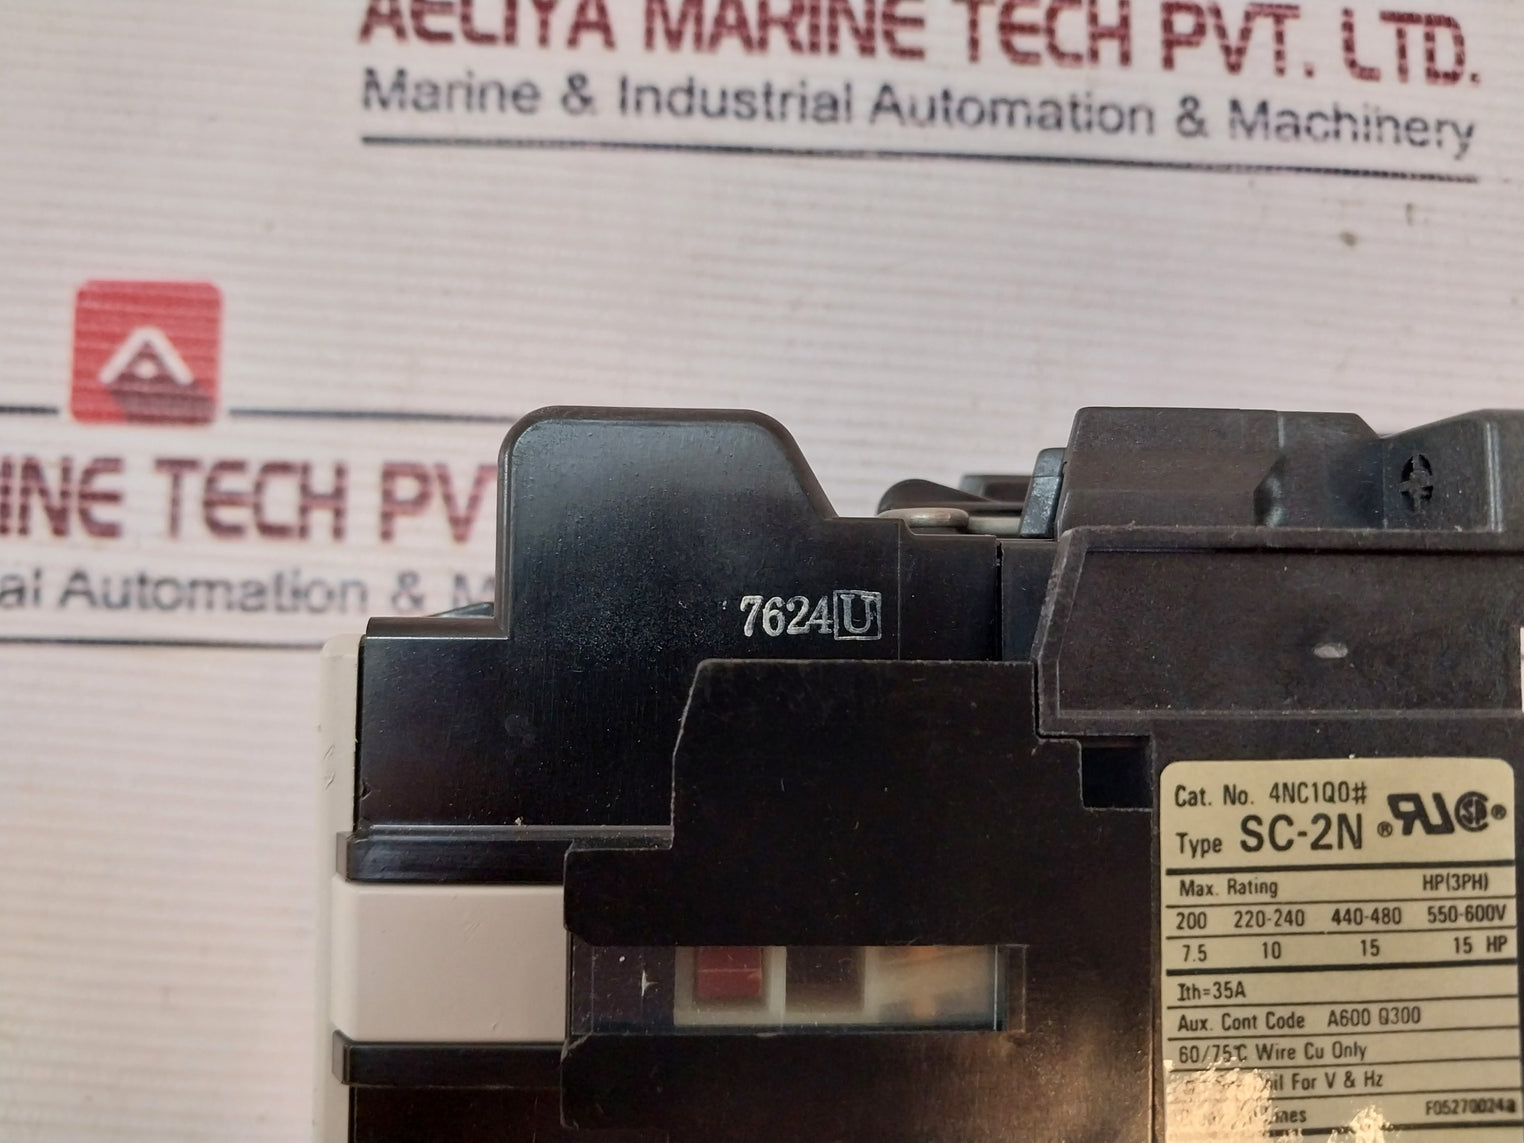 AELIYA MARINE TECH PVT. LTD.
Marine & Industrial Automation & Machinery
INE TECH PV
al Automation & M
7624U
Cat. No. 4NC1Q0#
Type SC-2N
Max. Rating HP(3PH)
200 220-240 440-480 550-600V
7.5 10 15 15 HP
Ith=35A
Aux. Cont Code A600 Q300
60/75℃ Wire Cu Only
For V & Hz
F05270024a